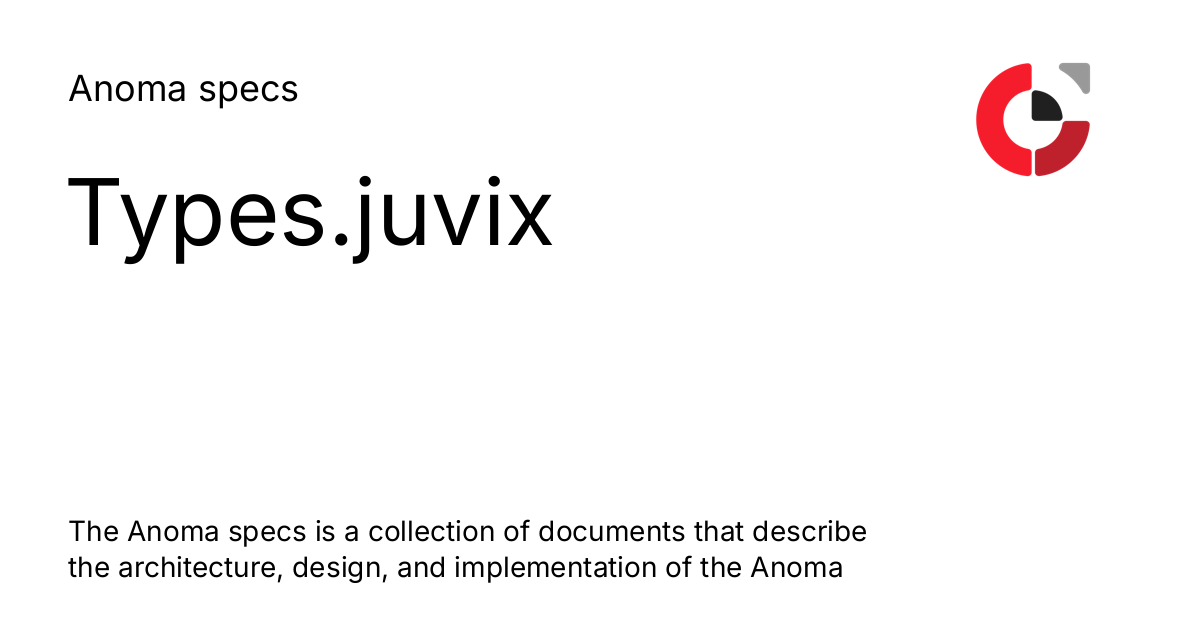 Anoma specs
Types.juvix
The Anoma specs is a collection of documents that describe
the architecture, design, and implementation of the Anoma